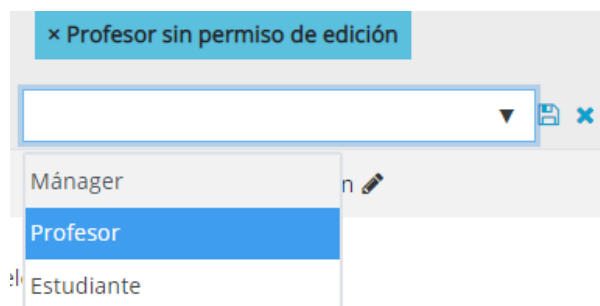 × Profesor sin permiso de edición
Mánager
n
Profesor
Estudiante